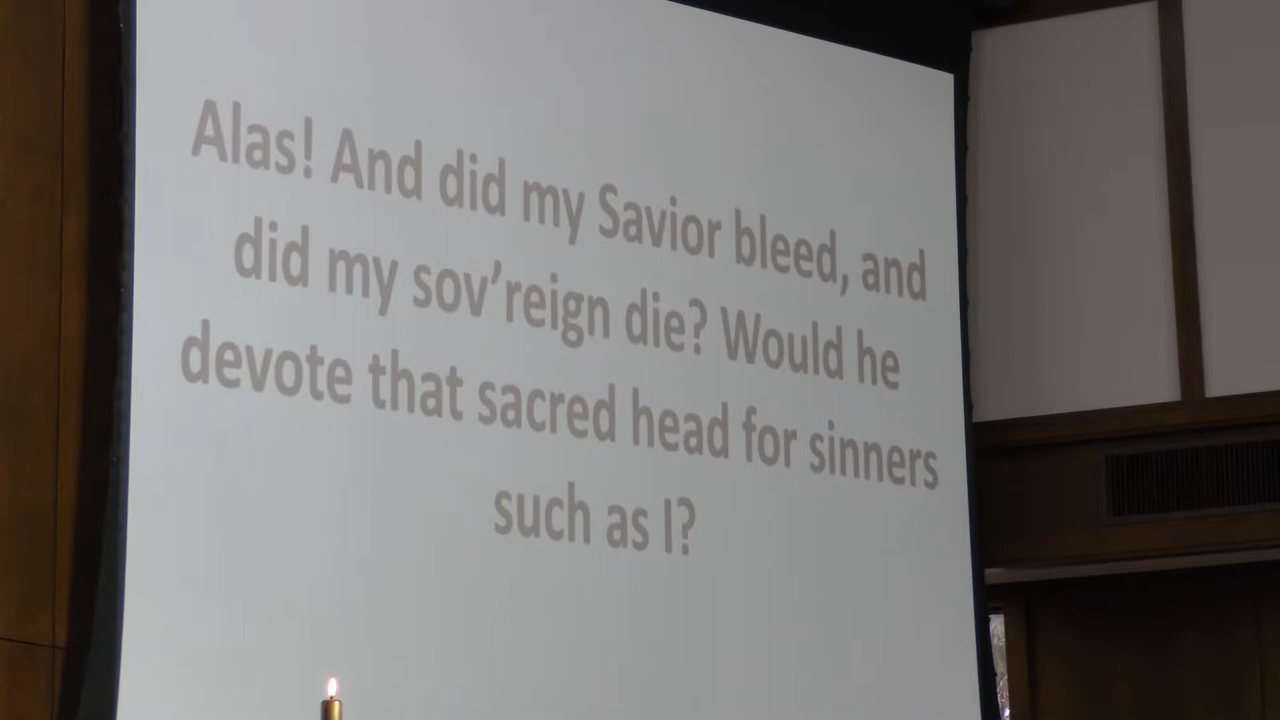 Alas! And did my Savior bleed, and
did my sov’reign die? Would he
devote that sacred head for sinners
such as I?